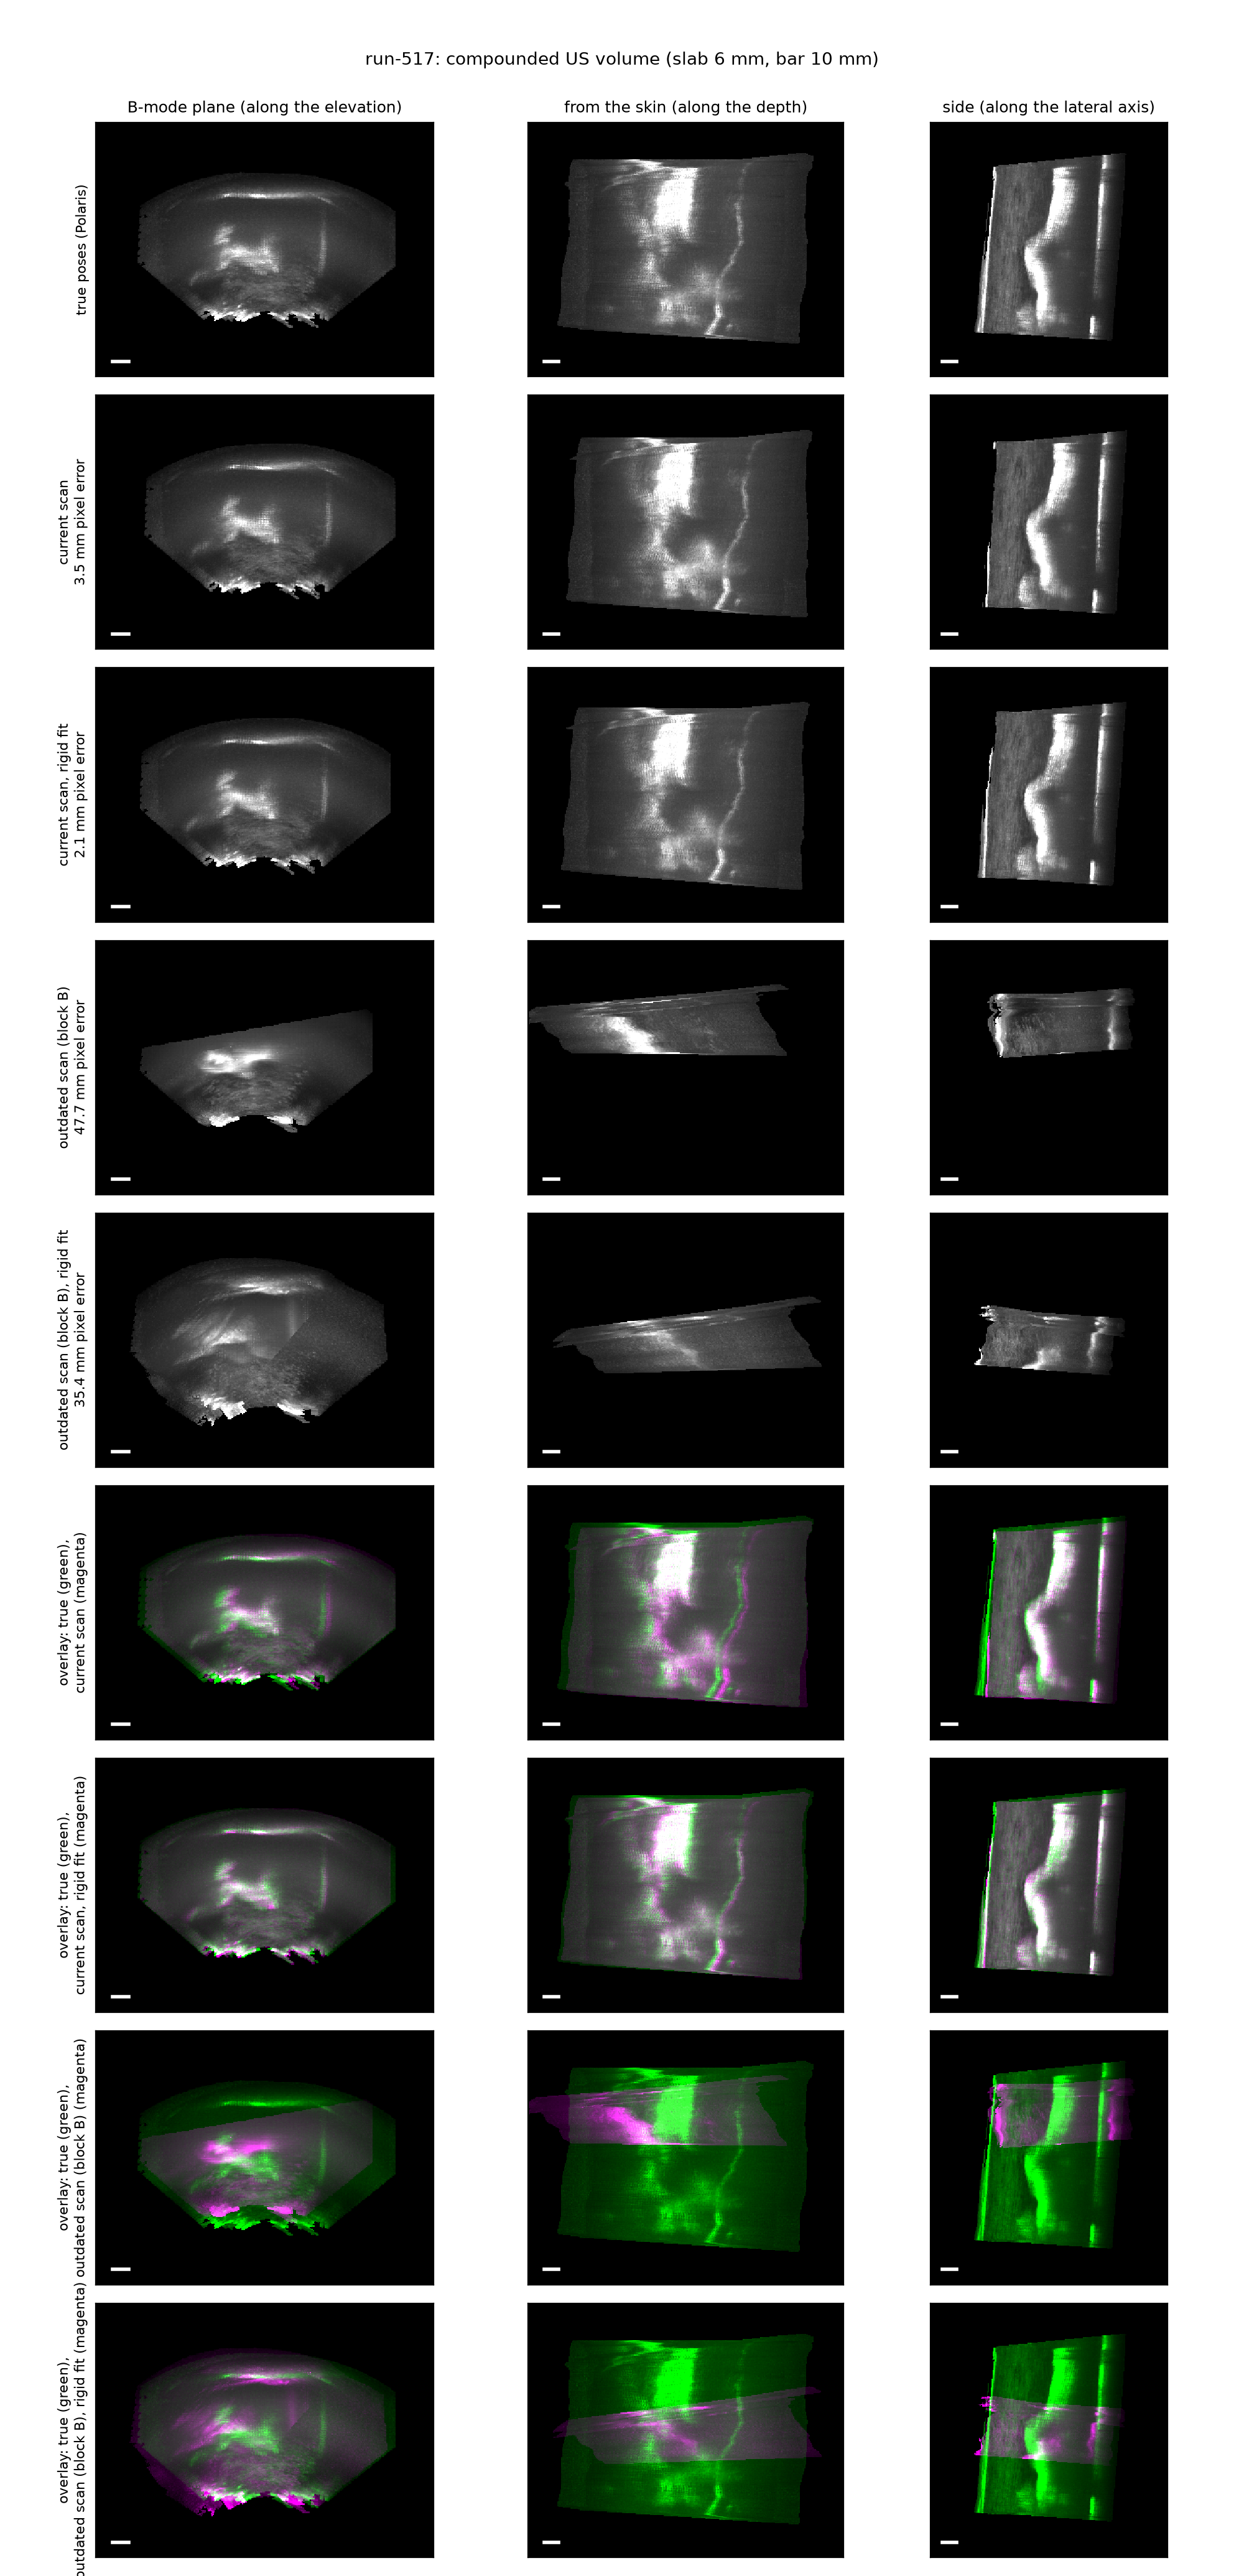 run-517: compounded US volume (slab 6 mm, bar 10 mm)
B-mode plane (along the elevation)
from the skin (along the depth)
side (along the lateral axis)
true poses (Polaris)
current scan
3.5 mm pixel error
current scan, rigid fit
2.1 mm pixel error
outdated scan (block B)
47.7 mm pixel error
outdated scan (block B), rigid fit
35.4 mm pixel error
overlay: true (green),
current scan (magenta)
overlay: true (green),
current scan, rigid fit (magenta)
overlay: true (green),
outdated scan (block B) (magenta)
overlay: true (green),
outdated scan (block B), rigid fit (magenta)